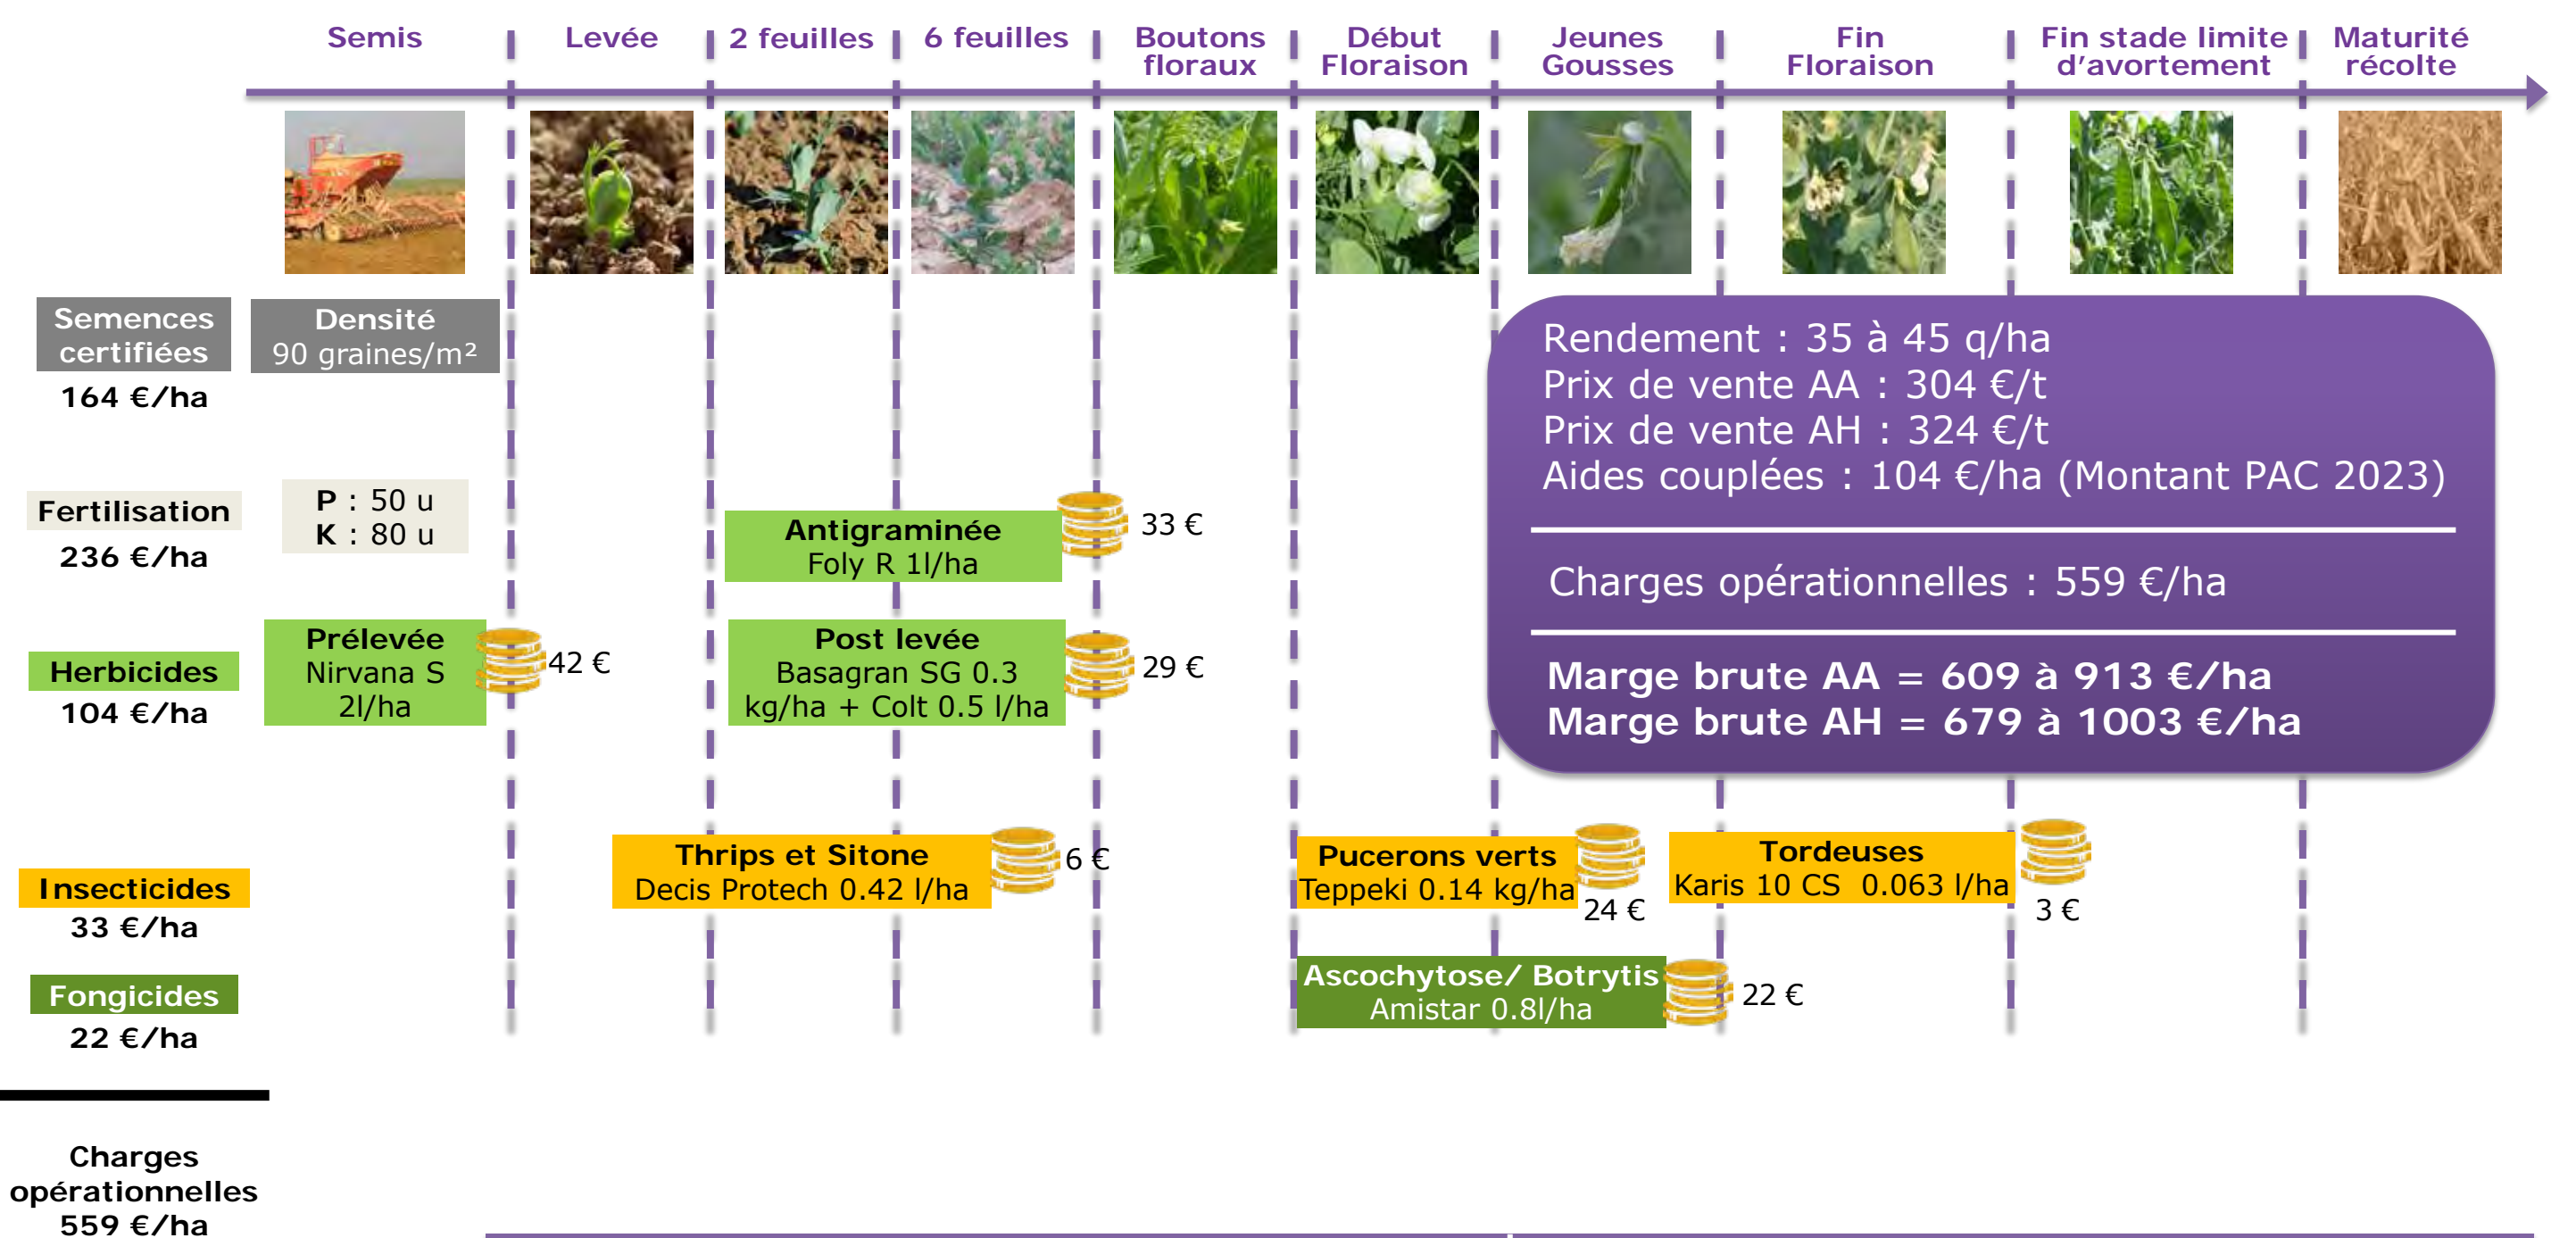 Semis
Levée
2 feuilles
6 feuilles
Boutons
floraux
Début
Floraison
Jeunes
Gousses
Fin
Floraison
Fin stade limite
d'avortement
Maturité
récolte
Semences
certifiées
164 €/ha
Densité
90 graines/m²
Rendement : 35 à 45 q/ha
Prix de vente AA : 304 €/t
Prix de vente AH : 324 €/t
Aides couplées : 104 €/ha (Montant PAC 2023)
Charges opérationnelles : 559 €/ha
Marge brute AA = 609 à 913 €/ha
Marge brute AH = 679 à 1003 €/ha
Fertilisation
236 €/ha
P : 50 u
K : 80 u
Antigraminée
Foly R 1l/ha
33 €
Herbicides
104 €/ha
Prélevée
Nirvana S
2l/ha
42 €
Post levée
Basagran SG 0.3
kg/ha + Colt 0.5 l/ha
29 €
Insecticides
33 €/ha
Thrips et Sitone
Decis Protech 0.42 l/ha
6 €
Pucerons verts
Teppeki 0.14 kg/ha
24 €
Tordeuses
Karis 10 CS 0.063 l/ha
3 €
Fongicides
22 €/ha
Ascochytose/ Botrytis
Amistar 0.8l/ha
22 €
Charges
opérationnelles
559 €/ha